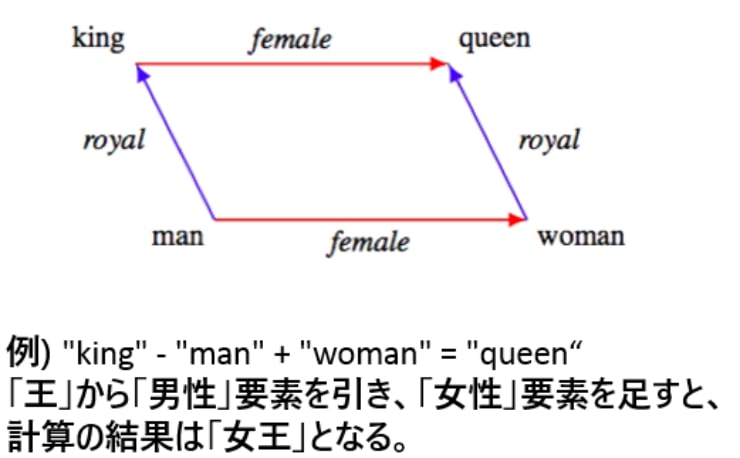 king female queen
royal royal
man female woman
例) "king" - "man" + "woman" = "queen“
「王」から「男性」要素を引き、「女性」要素を足すと、
計算の結果は「女王」となる。